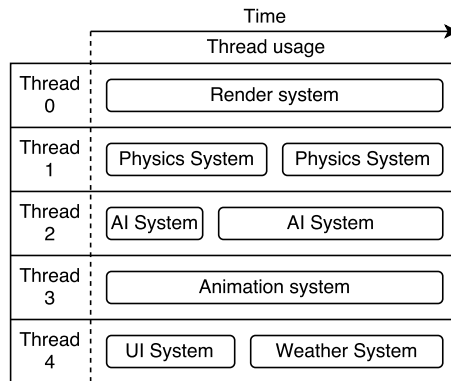 Time
Thread usage
Thread
0
Render system
Thread
1
Physics System
Physics System
Thread
2
AI System
AI System
Thread
3
Animation system
Thread
4
UI System
Weather System